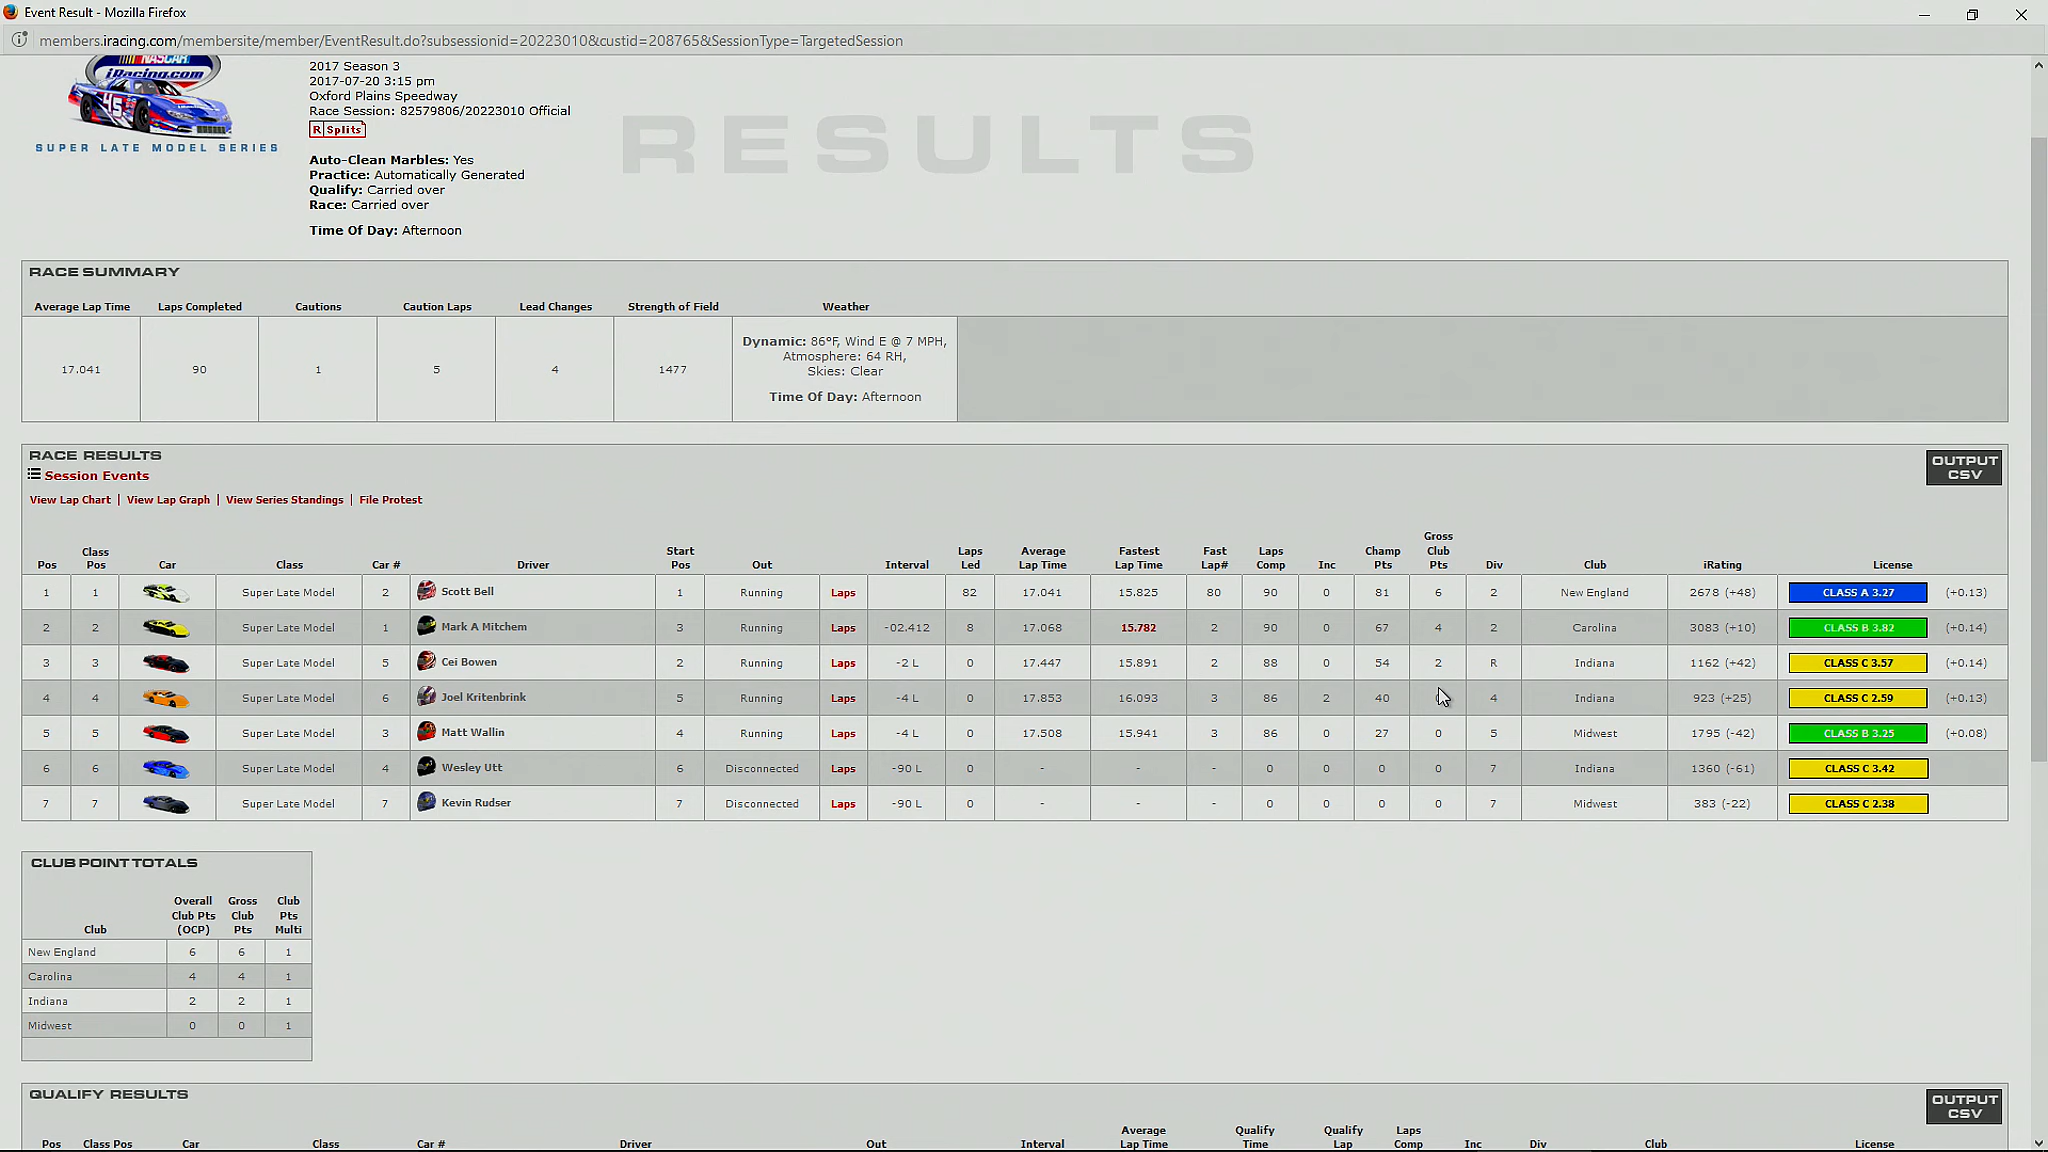 Event Result - Mozilla Firefox
members.iracing.com/membersite/member/EventResult.do?subsessionid=20223010&custid=208765&SessionType=TargetedSession
NASCAR
iRacing.com
45
SUPER LATE MODEL SERIES
2017 Season 3
2017-07-20 3:15 pm
Oxford Plains Speedway
Race Session: 82579806/20223010 Official
R Splits
Auto-Clean Marbles: Yes
Practice: Automatically Generated
Qualify: Carried over
Race: Carried over
Time Of Day: Afternoon
RESULTS
RACE SUMMARY
Average Lap Time Laps Completed Cautions Caution Laps Lead Changes Strength of Field Weather
17.041 90 1 5 4 1477
Dynamic: 86°F, Wind E @ 7 MPH,
Atmosphere: 64 RH,
Skies: Clear
Time Of Day: Afternoon
RACE RESULTS
Session Events
View Lap Chart | View Lap Graph | View Series Standings | File Protest
OUTPUT
CSV
Pos Class Pos Car Class Car # Driver Start Pos Out Interval Laps Led Average Lap Time Fastest Lap Time Fast Lap# Laps Comp Inc Champ Pts Gross Club Pts Div Club iRating License
1 1 Super Late Model 2 Scott Bell 1 Running Laps 82 17.041 15.825 80 90 0 81 6 2 New England 2678 (+48) CLASS A 3.27 (+0.13)
2 2 Super Late Model 1 Mark A Mitchem 3 Running Laps -02.412 8 17.068 15.782 2 90 0 67 4 2 Carolina 3083 (+10) CLASS B 3.82 (+0.14)
3 3 Super Late Model 5 Cei Bowen 2 Running Laps -2 L 0 17.447 15.891 2 88 0 54 2 R Indiana 1162 (+42) CLASS C 3.57 (+0.14)
4 4 Super Late Model 6 Joel Kritenbrink 5 Running Laps -4 L 0 17.853 16.093 3 86 2 40 4 Indiana 923 (+25) CLASS C 2.59 (+0.13)
5 5 Super Late Model 3 Matt Wallin 4 Running Laps -4 L 0 17.508 15.941 3 86 0 27 0 5 Midwest 1795 (-42) CLASS B 3.25 (+0.08)
6 6 Super Late Model 4 Wesley Utt 6 Disconnected Laps -90 L 0 - - - 0 0 0 0 7 Indiana 1360 (-61) CLASS C 3.42
7 7 Super Late Model 7 Kevin Rudser 7 Disconnected Laps -90 L 0 - - - 0 0 0 0 7 Midwest 383 (-22) CLASS C 2.38
CLUB POINT TOTALS
Club Overall Club Pts (OCP) Gross Club Pts Club Pts Multi
New England 6 6 1
Carolina 4 4 1
Indiana 2 2 1
Midwest 0 0 1
QUALIFY RESULTS
OUTPUT
CSV
Pos Class Pos Car Class Car # Driver Out Interval Average Lap Time Qualify Time Qualify Lap Laps Comp Inc Div Club License